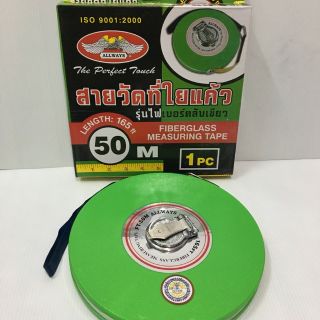 ISO 9001:2000
ALLWAYS
The Perfect Touch
สายวัดที่ใยแก้ว
รุ่นไฟเบอร์ตลับเขียว
LENGTH: 165 ft
50 M
FIBERGLASS
MEASURING TAPE
1 PC
ALLWAYS
FIBERGLASS MEASURING